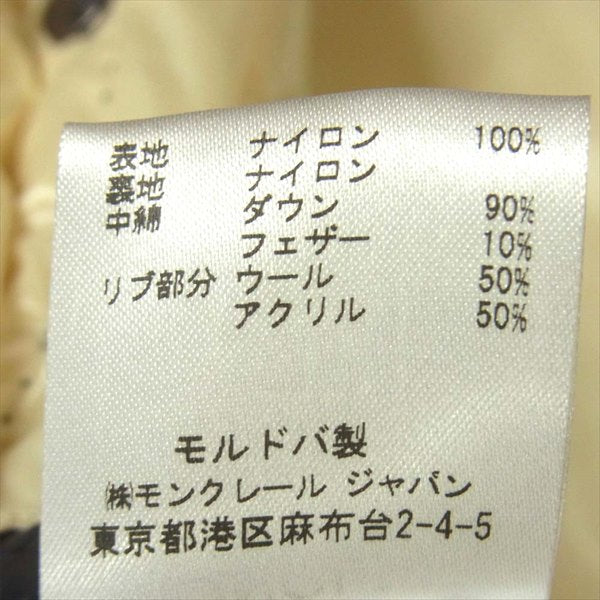 表地 ナイロン 100%
裏地 ナイロン
中綿 ダウン 90%
フェザー 10%
リブ部分 ウール 50%
アクリル 50%
モルドバ製
㈱モンクレール ジャパン
東京都港区麻布台2-4-5